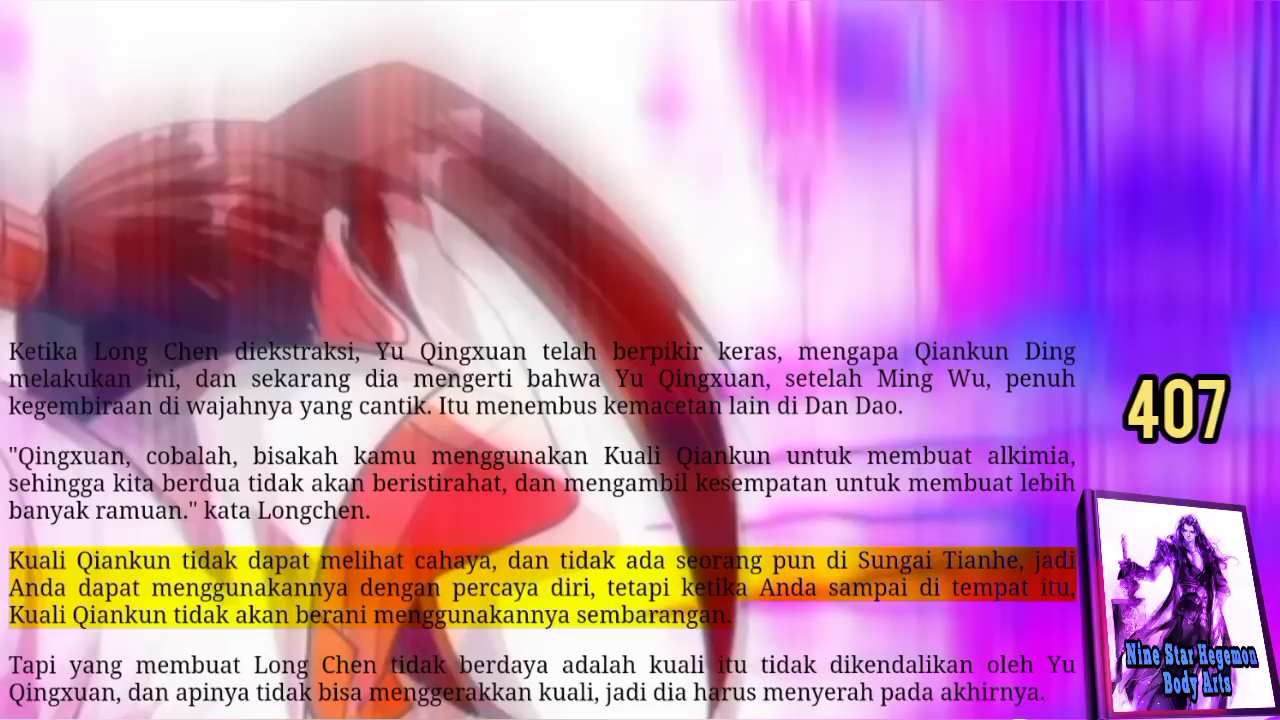 Ketika Long Chen diekstraksi, Yu Qingxuan telah berpikir keras, mengapa Qiankun Ding
melakukan ini, dan sekarang dia mengerti bahwa Yu Qingxuan, setelah Ming Wu, penuh
kegembiraan di wajahnya yang cantik. Itu menembus kemacetan lain di Dan Dao.
"Qingxuan, cobalah, bisakah kamu menggunakan Kuali Qiankun untuk membuat alkimia,
sehingga kita berdua tidak akan beristirahat, dan mengambil kesempatan untuk membuat lebih
banyak ramuan." kata Longchen.
Kuali Qiankun tidak dapat melihat cahaya, dan tidak ada seorang pun di Sungai Tianhe, jadi
Anda dapat menggunakannya dengan percaya diri, tetapi ketika Anda sampai di tempat itu,
Kuali Qiankun tidak akan berani menggunakannya sembarangan.
Tapi yang membuat Long Chen tidak berdaya adalah kuali itu tidak dikendalikan oleh Yu
Qingxuan, dan apinya tidak bisa menggerakkan kuali, jadi dia harus menyerah pada akhirnya.
407
Nine Star Hegemon
Body Arts